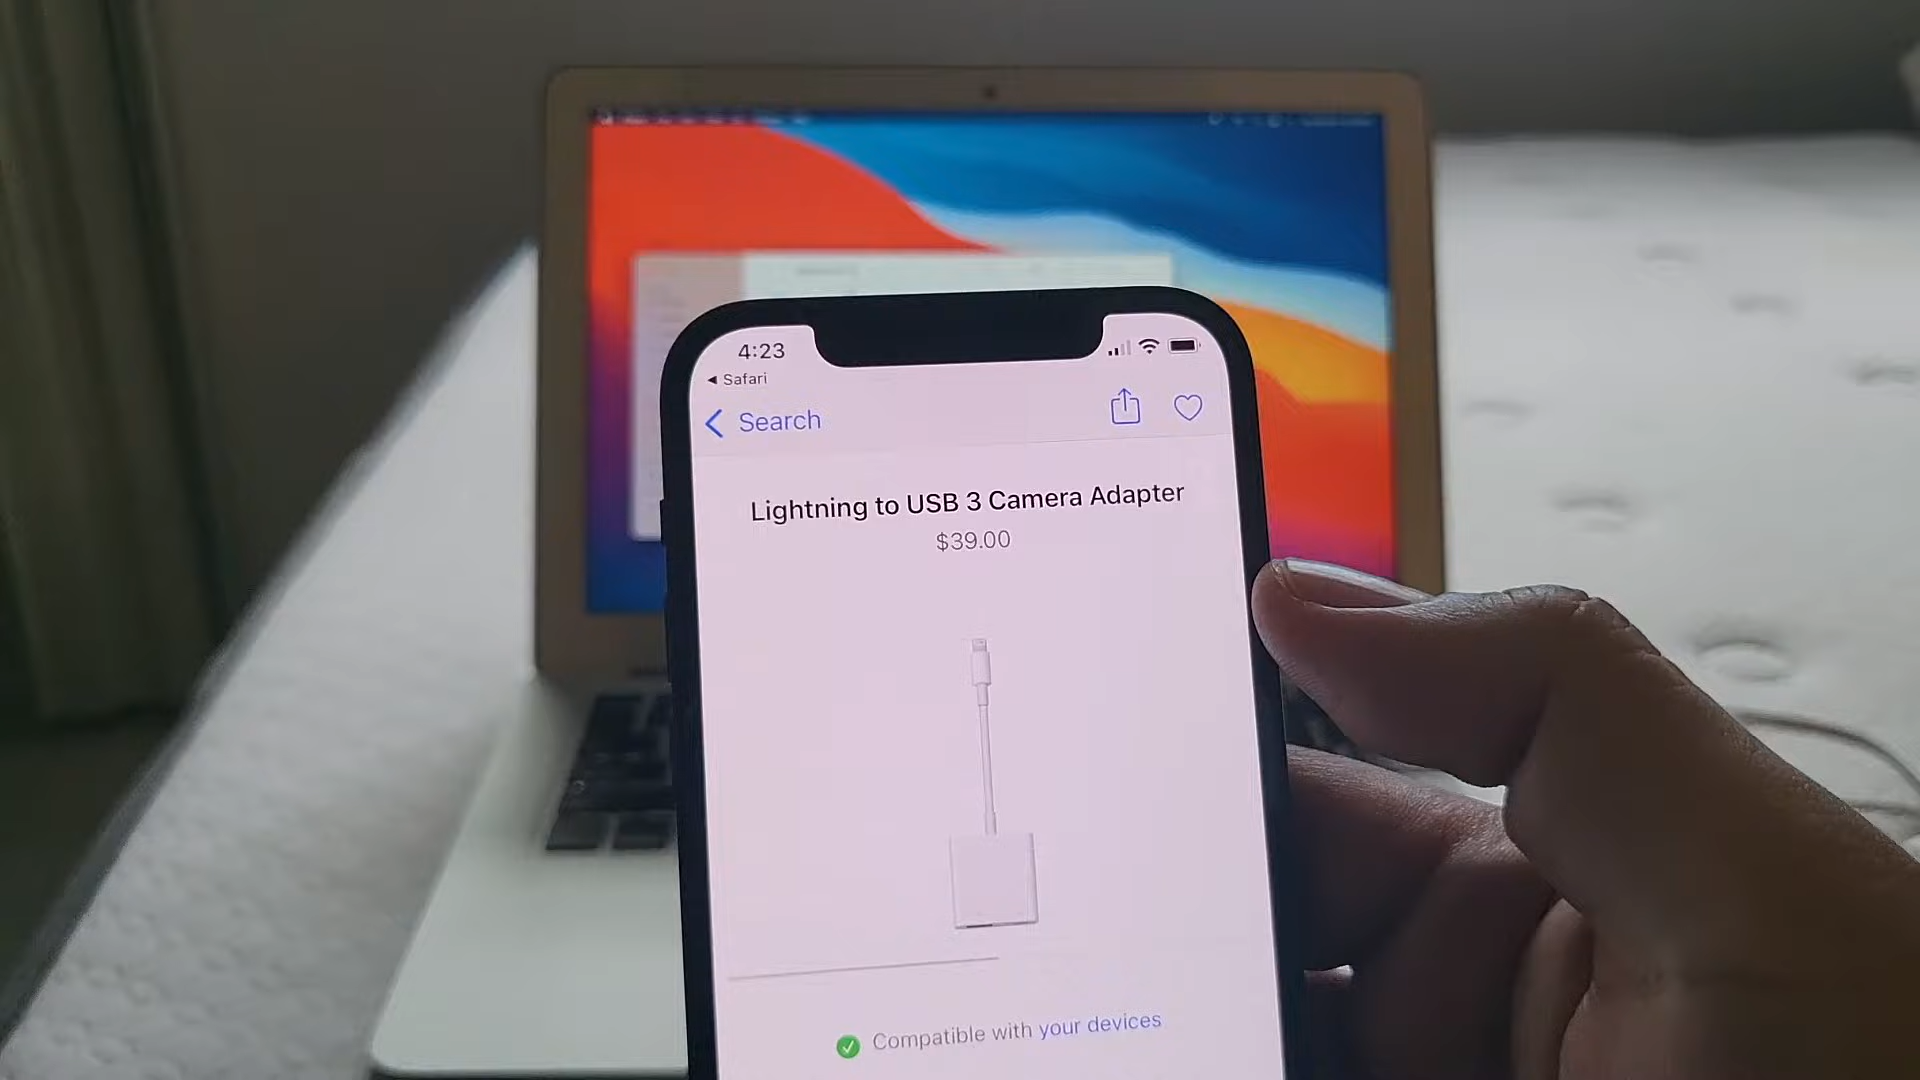 4:23
◀ Safari
Search
Lightning to USB 3 Camera Adapter
$39.00
Compatible with your devices